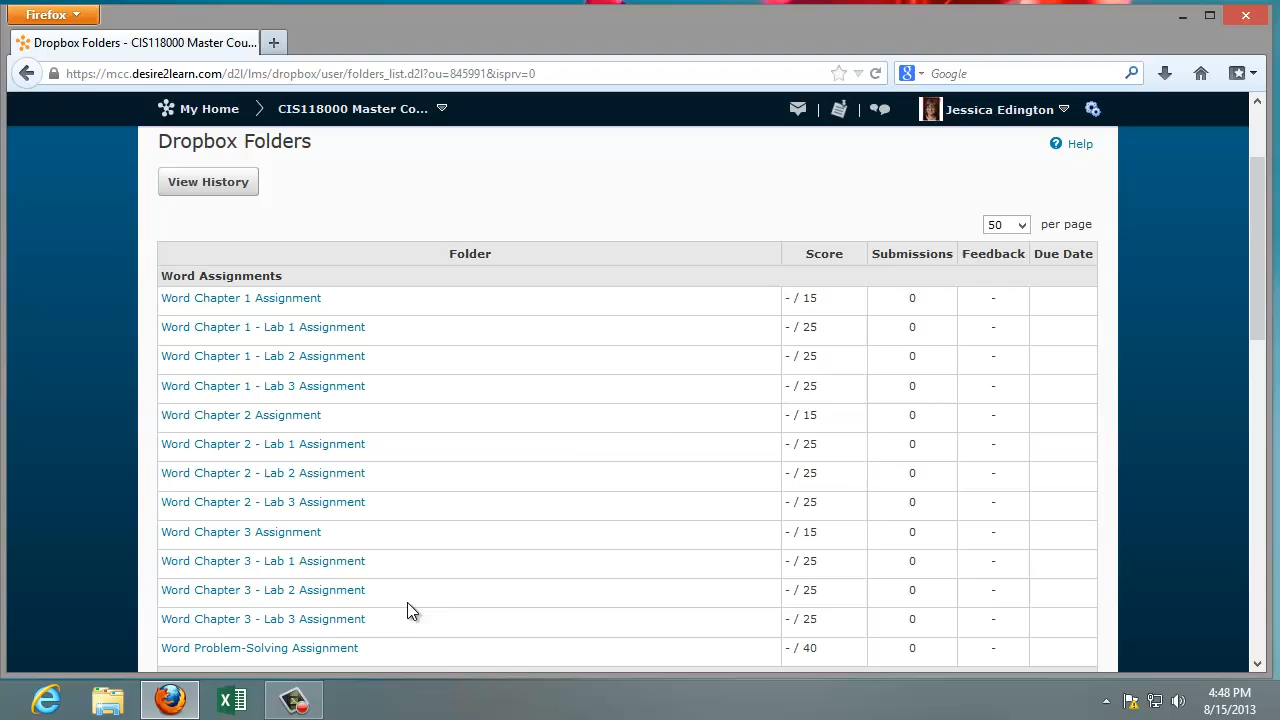 Firefox
Dropbox Folders - CIS118000 Master Cou...
https://mcc.desire2learn.com/d2l/lms/dropbox/user/folders_list.d2l?ou=845991&isprv=0
Google
My Home
CIS118000 Master Co...
Jessica Edington
Dropbox Folders
Help
View History
50 per page
Folder Score Submissions Feedback Due Date
Word Assignments
Word Chapter 1 Assignment - / 15 0 -
Word Chapter 1 - Lab 1 Assignment - / 25 0 -
Word Chapter 1 - Lab 2 Assignment - / 25 0 -
Word Chapter 1 - Lab 3 Assignment - / 25 0 -
Word Chapter 2 Assignment - / 15 0 -
Word Chapter 2 - Lab 1 Assignment - / 25 0 -
Word Chapter 2 - Lab 2 Assignment - / 25 0 -
Word Chapter 2 - Lab 3 Assignment - / 25 0 -
Word Chapter 3 Assignment - / 15 0 -
Word Chapter 3 - Lab 1 Assignment - / 25 0 -
Word Chapter 3 - Lab 2 Assignment - / 25 0 -
Word Chapter 3 - Lab 3 Assignment - / 25 0 -
Word Problem-Solving Assignment - / 40 0 -
4:48 PM
8/15/2013